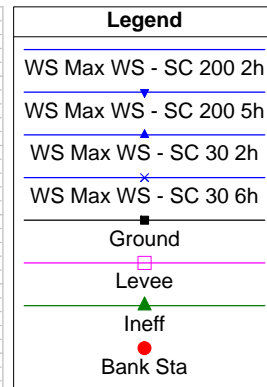 Legend
WS Max WS - SC 200 2h
WS Max WS - SC 200 5h
WS Max WS - SC 30 2h
WS Max WS - SC 30 6h
Ground
Levee
Ineff
Bank Sta